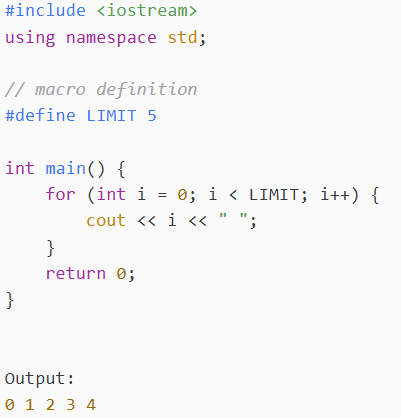 #include <iostream>
using namespace std;
// macro definition
#define LIMIT 5
int main() {
    for (int i = 0; i < LIMIT; i++) {
        cout << i << " ";
    }
    return 0;
}
Output:
0 1 2 3 4